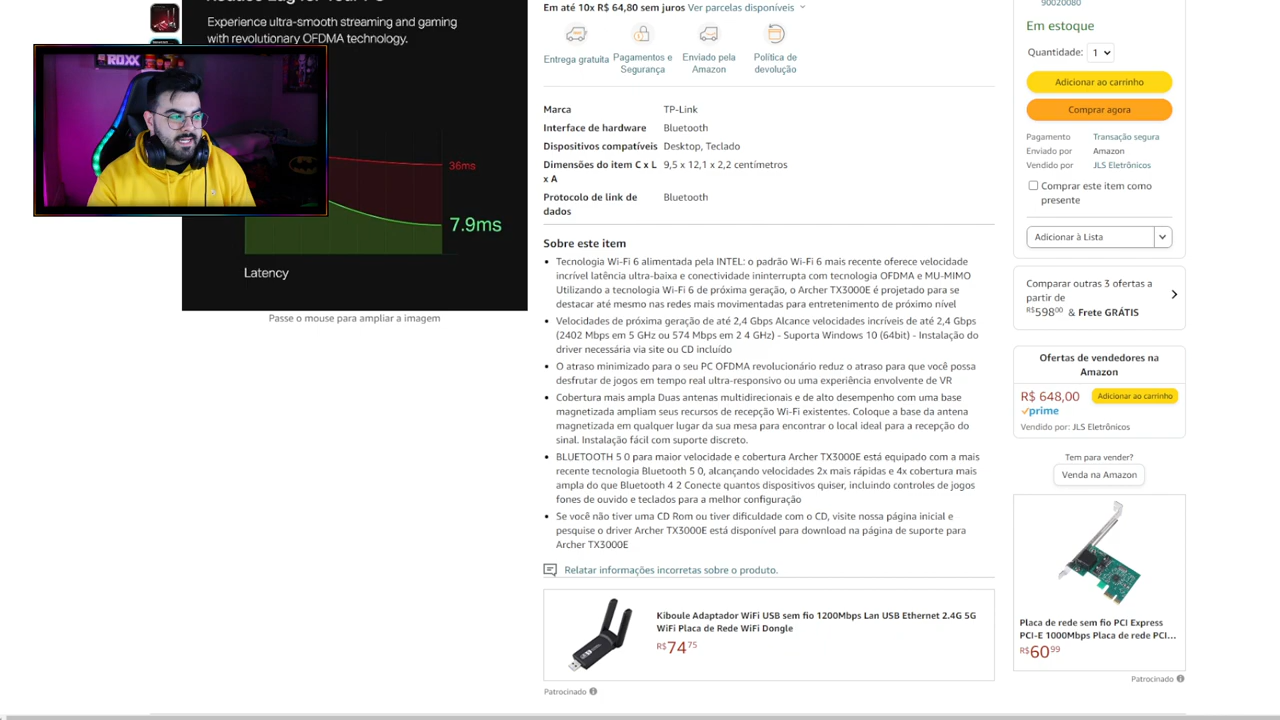 Experience ultra-smooth streaming and gaming
with revolutionary OFDMA technology.
ROXX
36ms
7.9ms
Latency
Passe o mouse para ampliar a imagem
Em até 10x R$ 64,80 sem juros Ver parcelas disponíveis
Entrega gratuita
Pagamentos e
Segurança
Enviado pela
Amazon
Política de
devolução
Marca TP-Link
Interface de hardware Bluetooth
Dispositivos compatíveis Desktop, Teclado
Dimensões do item C x L 9,5 x 12,1 x 2,2 centímetros
x A
Protocolo de link de Bluetooth
dados
Sobre este item
Tecnologia Wi-Fi 6 alimentada pela INTEL: o padrão Wi-Fi 6 mais recente oferece velocidade
incrível latência ultra-baixa e conectividade ininterrupta com tecnologia OFDMA e MU-MIMO
Utilizando a tecnologia Wi-Fi 6 de próxima geração, o Archer TX3000E é projetado para se
destacar até mesmo nas redes mais movimentadas para entretenimento de próximo nível
Velocidades de próxima geração de até 2,4 Gbps Alcance velocidades incríveis de até 2,4 Gbps
(2402 Mbps em 5 GHz ou 574 Mbps em 2 4 GHz) - Suporta Windows 10 (64bit) - Instalação do
driver necessária via site ou CD incluído
O atraso minimizado para o seu PC OFDMA revolucionário reduz o atraso para que você possa
desfrutar de jogos em tempo real ultra-responsivo ou uma experiência envolvente de VR
Cobertura mais ampla Duas antenas multidirecionais e de alto desempenho com uma base
magnetizada ampliam seus recursos de recepção Wi-Fi existentes. Coloque a base da antena
magnetizada em qualquer lugar da sua mesa para encontrar o local ideal para a recepção do
sinal. Instalação fácil com suporte discreto.
BLUETOOTH 5 0 para maior velocidade e cobertura Archer TX3000E está equipado com a mais
recente tecnologia Bluetooth 5 0, alcançando velocidades 2x mais rápidas e 4x cobertura mais
ampla do que Bluetooth 4 2 Conecte quantos dispositivos quiser, incluindo controles de jogos
fones de ouvido e teclados para a melhor configuração
Se você não tiver uma CD Rom ou tiver dificuldade com o CD, visite nossa página inicial e
pesquise o driver Archer TX3000E está disponível para download na página de suporte para
Archer TX3000E
Relatar informações incorretas sobre o produto.
Kiboule Adaptador WiFi USB sem fio 1200Mbps Lan USB Ethernet 2.4G 5G
WiFi Placa de Rede WiFi Dongle
R$74 75
Patrocinado
90020080
Em estoque
Quantidade: 1
Adicionar ao carrinho
Comprar agora
Pagamento Transação segura
Enviado por Amazon
Vendido por JLS Eletrônicos
Comprar este item como
presente
Adicionar à Lista
Comparar outras 3 ofertas a
partir de
R$598 00 & Frete GRÁTIS
Ofertas de vendedores na
Amazon
R$ 648,00 Adicionar ao carrinho
prime
Vendido por: JLS Eletrônicos
Tem para vender?
Venda na Amazon
Placa de rede sem fio PCI Express
PCI-E 1000Mbps Placa de rede PCI...
R$60 99
Patrocinado